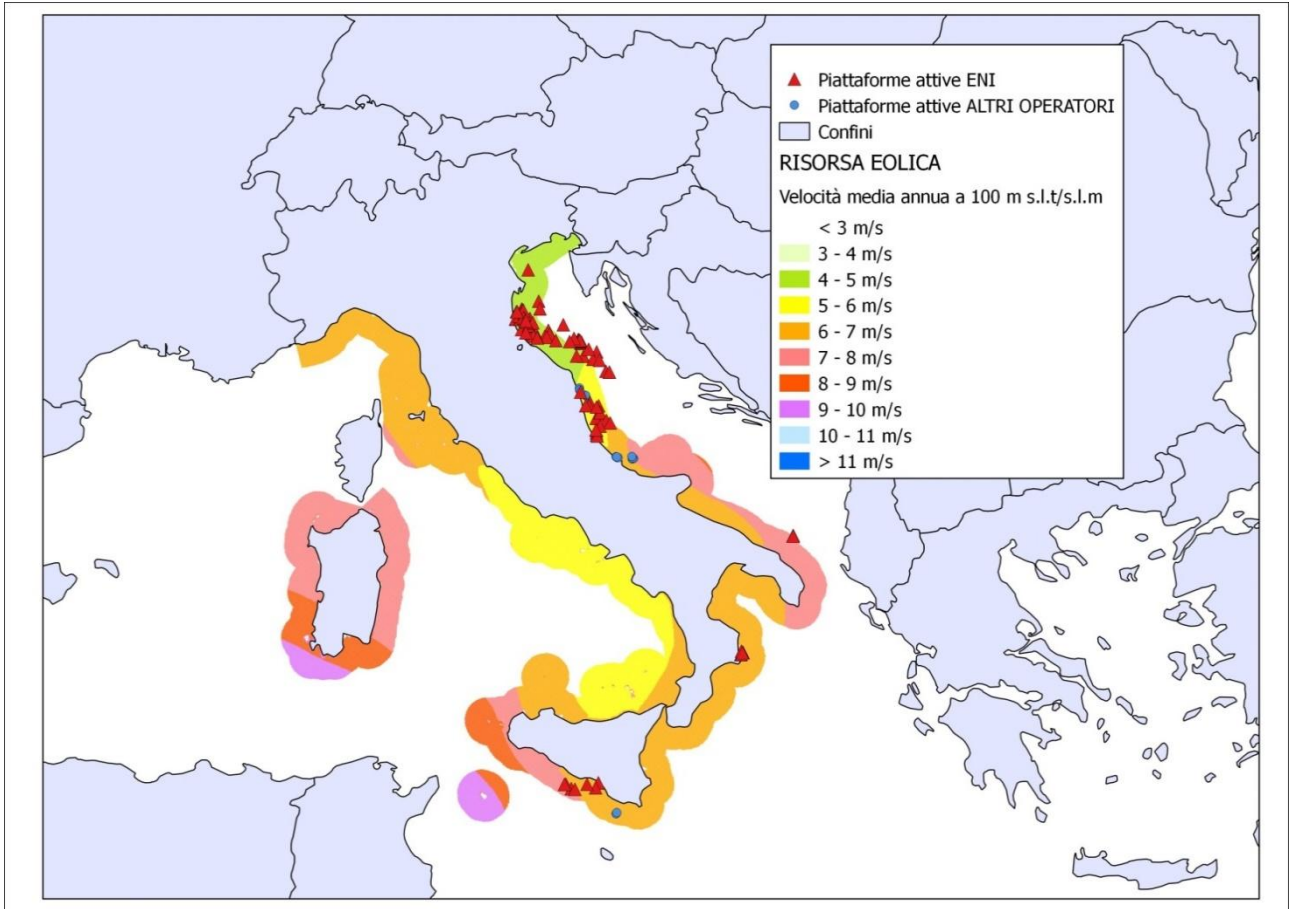 Piattaforme attive ENI
Piattaforme attive ALTRI OPERATORI
Confini
RISORSA EOLICA
Velocità media annua a 100 m s.l.t/s.l.m
< 3 m/s
3 - 4 m/s
4 - 5 m/s
5 - 6 m/s
6 - 7 m/s
7 - 8 m/s
8 - 9 m/s
9 - 10 m/s
10 - 11 m/s
> 11 m/s